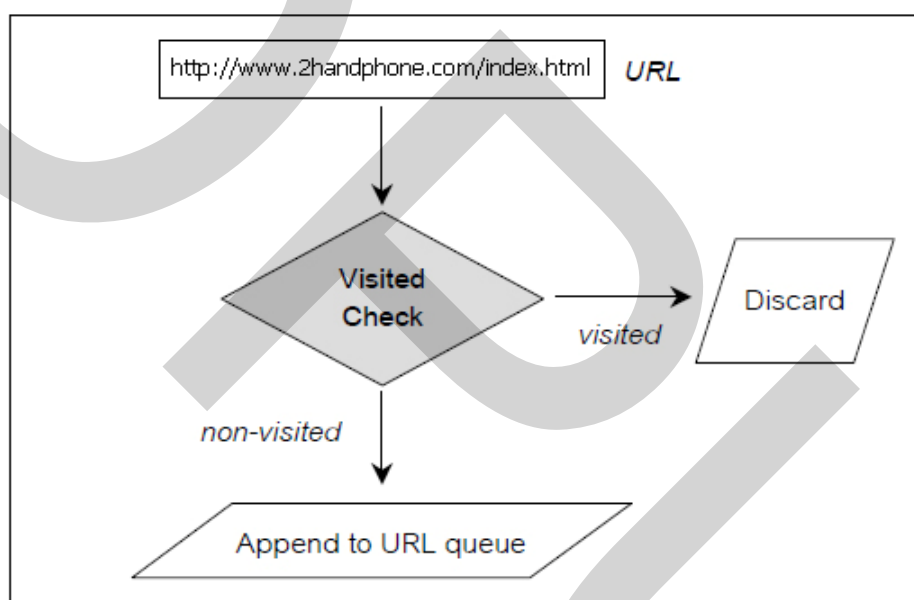 http://www.2handphone.com/index.html
URL
Visited
Check
visited
Discard
non-visited
Append to URL queue